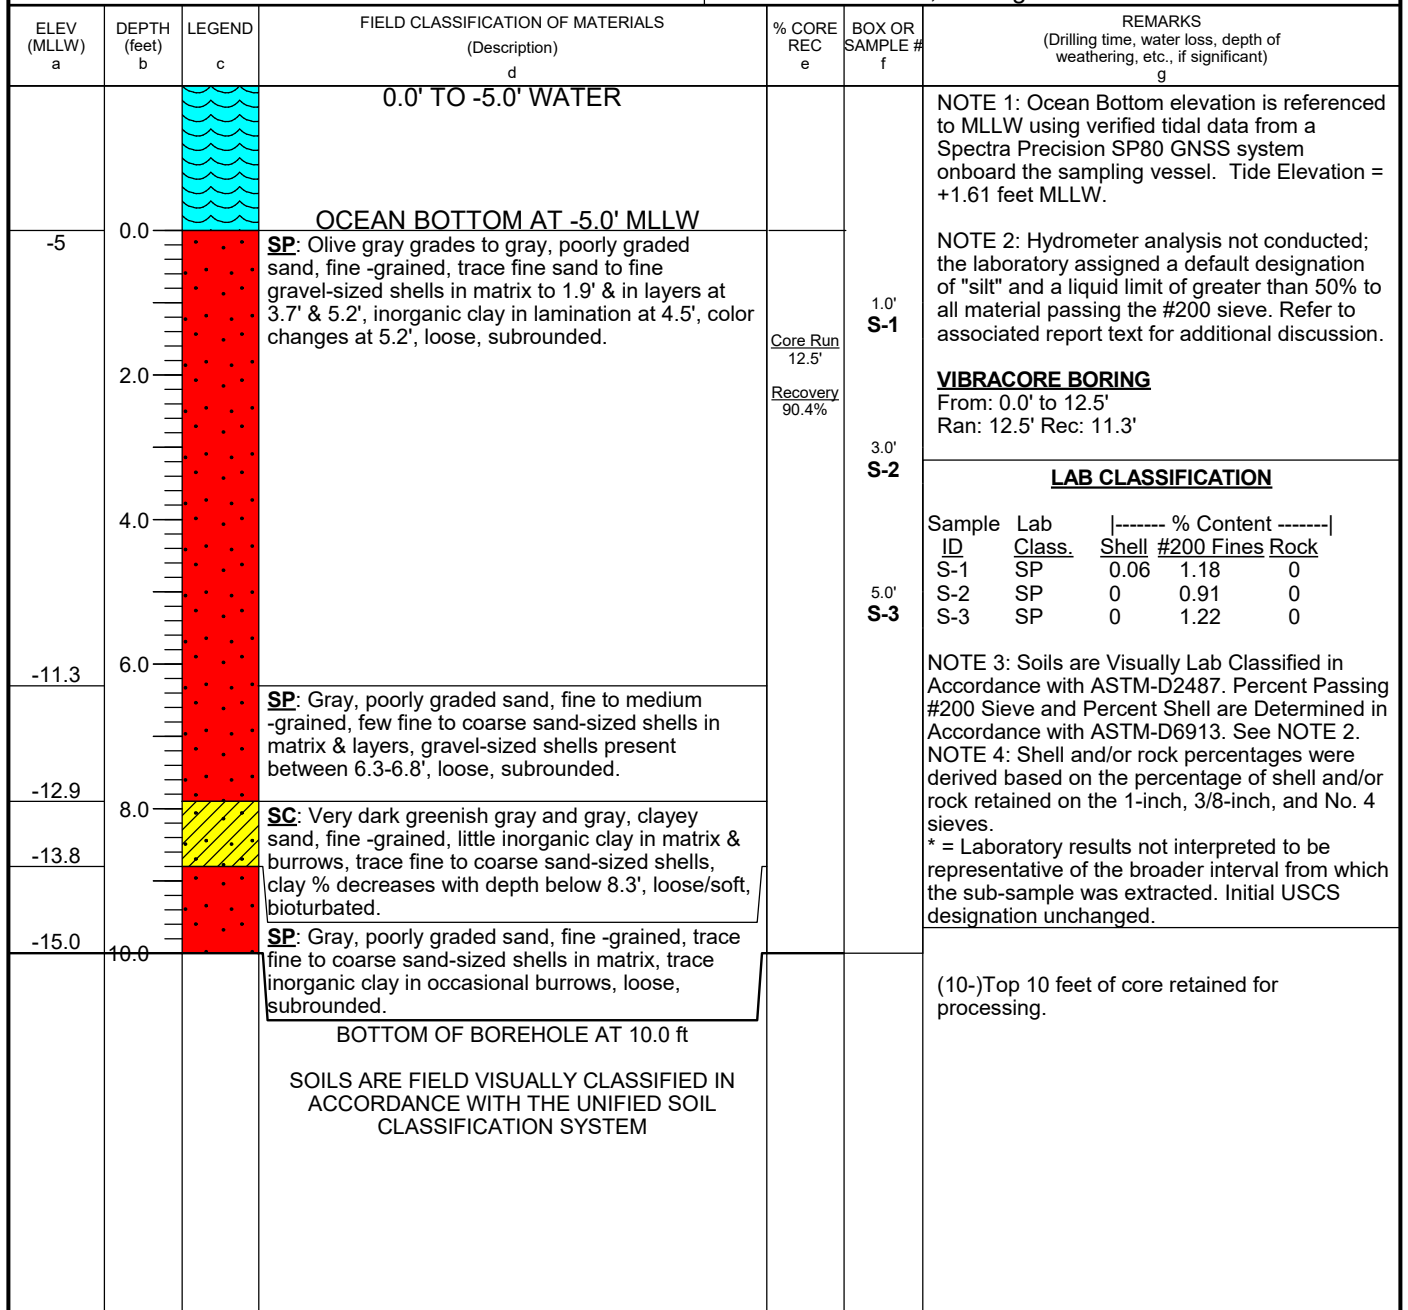 ELEV
(MLLW)
a
DEPTH
(feet)
b
LEGEND
c
FIELD CLASSIFICATION OF MATERIALS
(Description)
d
% CORE
REC
e
BOX OR
SAMPLE #
f
REMARKS
(Drilling time, water loss, depth of
weathering, etc., if significant)
g
0.0' TO -5.0' WATER
OCEAN BOTTOM AT -5.0' MLLW
-5
0.0
SP: Olive gray grades to gray, poorly graded
sand, fine -grained, trace fine sand to fine
gravel-sized shells in matrix to 1.9' & in layers at
3.7' & 5.2', inorganic clay in lamination at 4.5', color
changes at 5.2', loose, subrounded.
2.0
4.0
6.0
-11.3
SP: Gray, poorly graded sand, fine to medium
-grained, few fine to coarse sand-sized shells in
matrix & layers, gravel-sized shells present
between 6.3-6.8', loose, subrounded.
-12.9
8.0
SC: Very dark greenish gray and gray, clayey
sand, fine -grained, little inorganic clay in matrix &
burrows, trace fine to coarse sand-sized shells,
clay % decreases with depth below 8.3', loose/soft,
bioturbated.
-13.8
SP: Gray, poorly graded sand, fine -grained, trace
fine to coarse sand-sized shells in matrix, trace
inorganic clay in occasional burrows, loose,
subrounded.
-15.0
10.0
BOTTOM OF BOREHOLE AT 10.0 ft
SOILS ARE FIELD VISUALLY CLASSIFIED IN
ACCORDANCE WITH THE UNIFIED SOIL
CLASSIFICATION SYSTEM
Core Run
12.5'
Recovery
90.4%
1.0'
S-1
3.0'
S-2
5.0'
S-3
NOTE 1: Ocean Bottom elevation is referenced
to MLLW using verified tidal data from a
Spectra Precision SP80 GNSS system
onboard the sampling vessel. Tide Elevation =
+1.61 feet MLLW.
NOTE 2: Hydrometer analysis not conducted;
the laboratory assigned a default designation
of "silt" and a liquid limit of greater than 50% to
all material passing the #200 sieve. Refer to
associated report text for additional discussion.
VIBRACORE BORING
From: 0.0' to 12.5'
Ran: 12.5' Rec: 11.3'
LAB CLASSIFICATION
Sample Lab |------- % Content -------|
ID Class. Shell #200 Fines Rock
S-1 SP 0.06 1.18 0
S-2 SP 0 0.91 0
S-3 SP 0 1.22 0
NOTE 3: Soils are Visually Lab Classified in
Accordance with ASTM-D2487. Percent Passing
#200 Sieve and Percent Shell are Determined in
Accordance with ASTM-D6913. See NOTE 2.
NOTE 4: Shell and/or rock percentages were
derived based on the percentage of shell and/or
rock retained on the 1-inch, 3/8-inch, and No. 4
sieves.
* = Laboratory results not interpreted to be
representative of the broader interval from which
the sub-sample was extracted. Initial USCS
designation unchanged.
(10-)Top 10 feet of core retained for
processing.